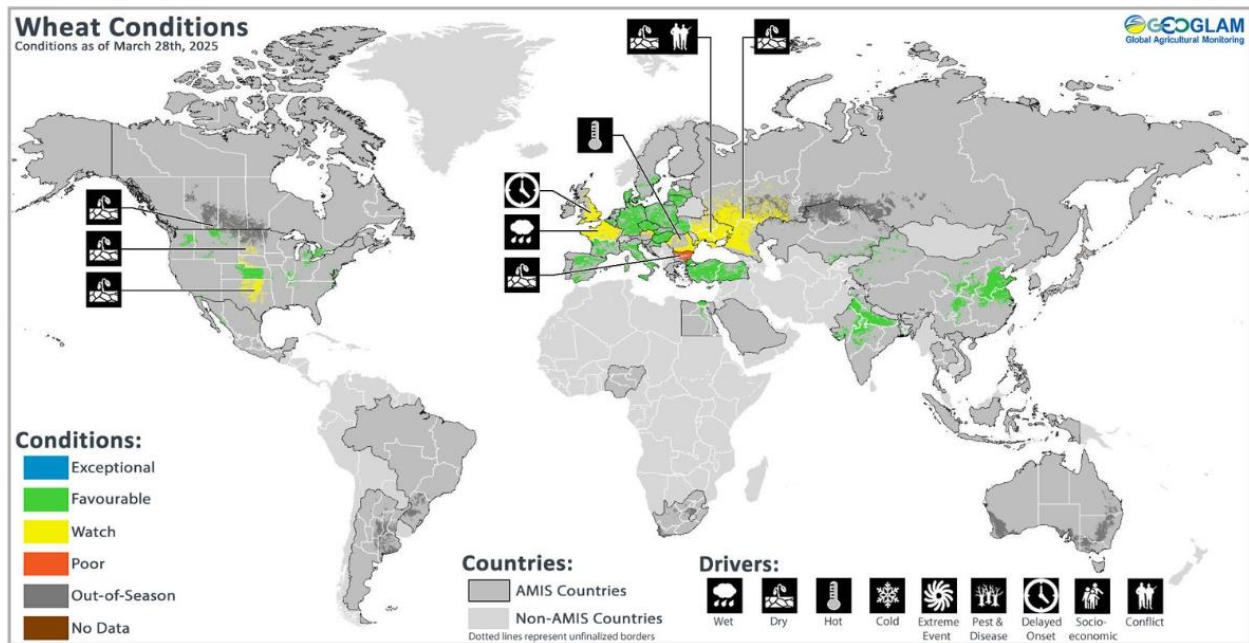 Wheat Conditions
Conditions as of March 28th, 2025
GEOGLAM
Global Agricultural Monitoring
Conditions:
Exceptional
Favourable
Watch
Poor
Out-of-Season
No Data
Countries:
AMIS Countries
Non-AMIS Countries
Dotted lines represent unfinalized borders
Drivers:
Wet
Dry
Hot
Cold
Extreme
Event
Pest &
Disease
Delayed
Onset
Socio-
economic
Conflict